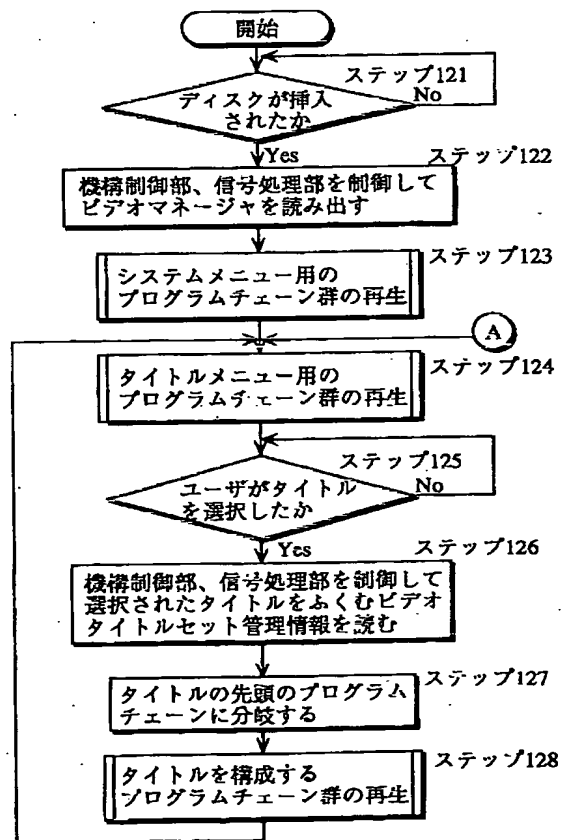 開始
ステップ121
ディスクが挿入
されたか
No
Yes
ステップ122
機構制御部、信号処理部を制御して
ビデオマネージャを読み出す
ステップ123
システムメニュー用の
プログラムチェーン群の再生
A
ステップ124
タイトルメニュー用の
プログラムチェーン群の再生
ステップ125
ユーザがタイトル
を選択したか
No
Yes
ステップ126
機構制御部、信号処理部を制御して
選択されたタイトルをふくむビデオ
タイトルセット管理情報を読む
ステップ127
タイトルの先頭のプログラム
チェーンに分岐する
ステップ128
タイトルを構成する
プログラムチェーン群の再生